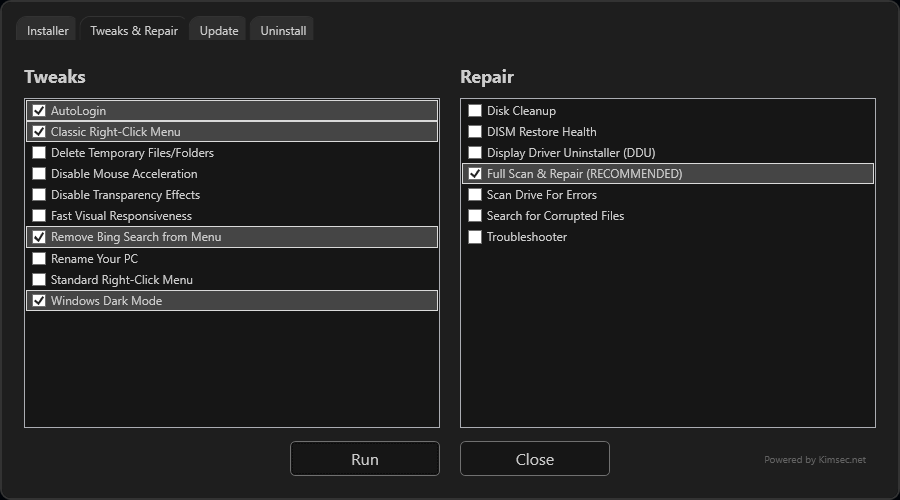 Installer
Tweaks & Repair
Update
Uninstall
Tweaks
AutoLogin
Classic Right-Click Menu
Delete Temporary Files/Folders
Disable Mouse Acceleration
Disable Transparency Effects
Fast Visual Responsiveness
Remove Bing Search from Menu
Rename Your PC
Standard Right-Click Menu
Windows Dark Mode
Repair
Disk Cleanup
DISM Restore Health
Display Driver Uninstaller (DDU)
Full Scan & Repair (RECOMMENDED)
Scan Drive For Errors
Search for Corrupted Files
Troubleshooter
Run
Close
Powered by Kimsec.net